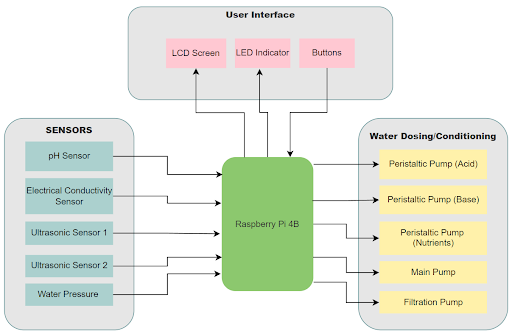 User Interface
LCD Screen
LED Indicator
Buttons
SENSORS
pH Sensor
Electrical Conductivity
Sensor
Ultrasonic Sensor 1
Ultrasonic Sensor 2
Water Pressure
Raspberry Pi 4B
Water Dosing/Conditioning
Peristaltic Pump (Acid)
Peristaltic Pump (Base)
Peristaltic Pump
(Nutrients)
Main Pump
Filtration Pump